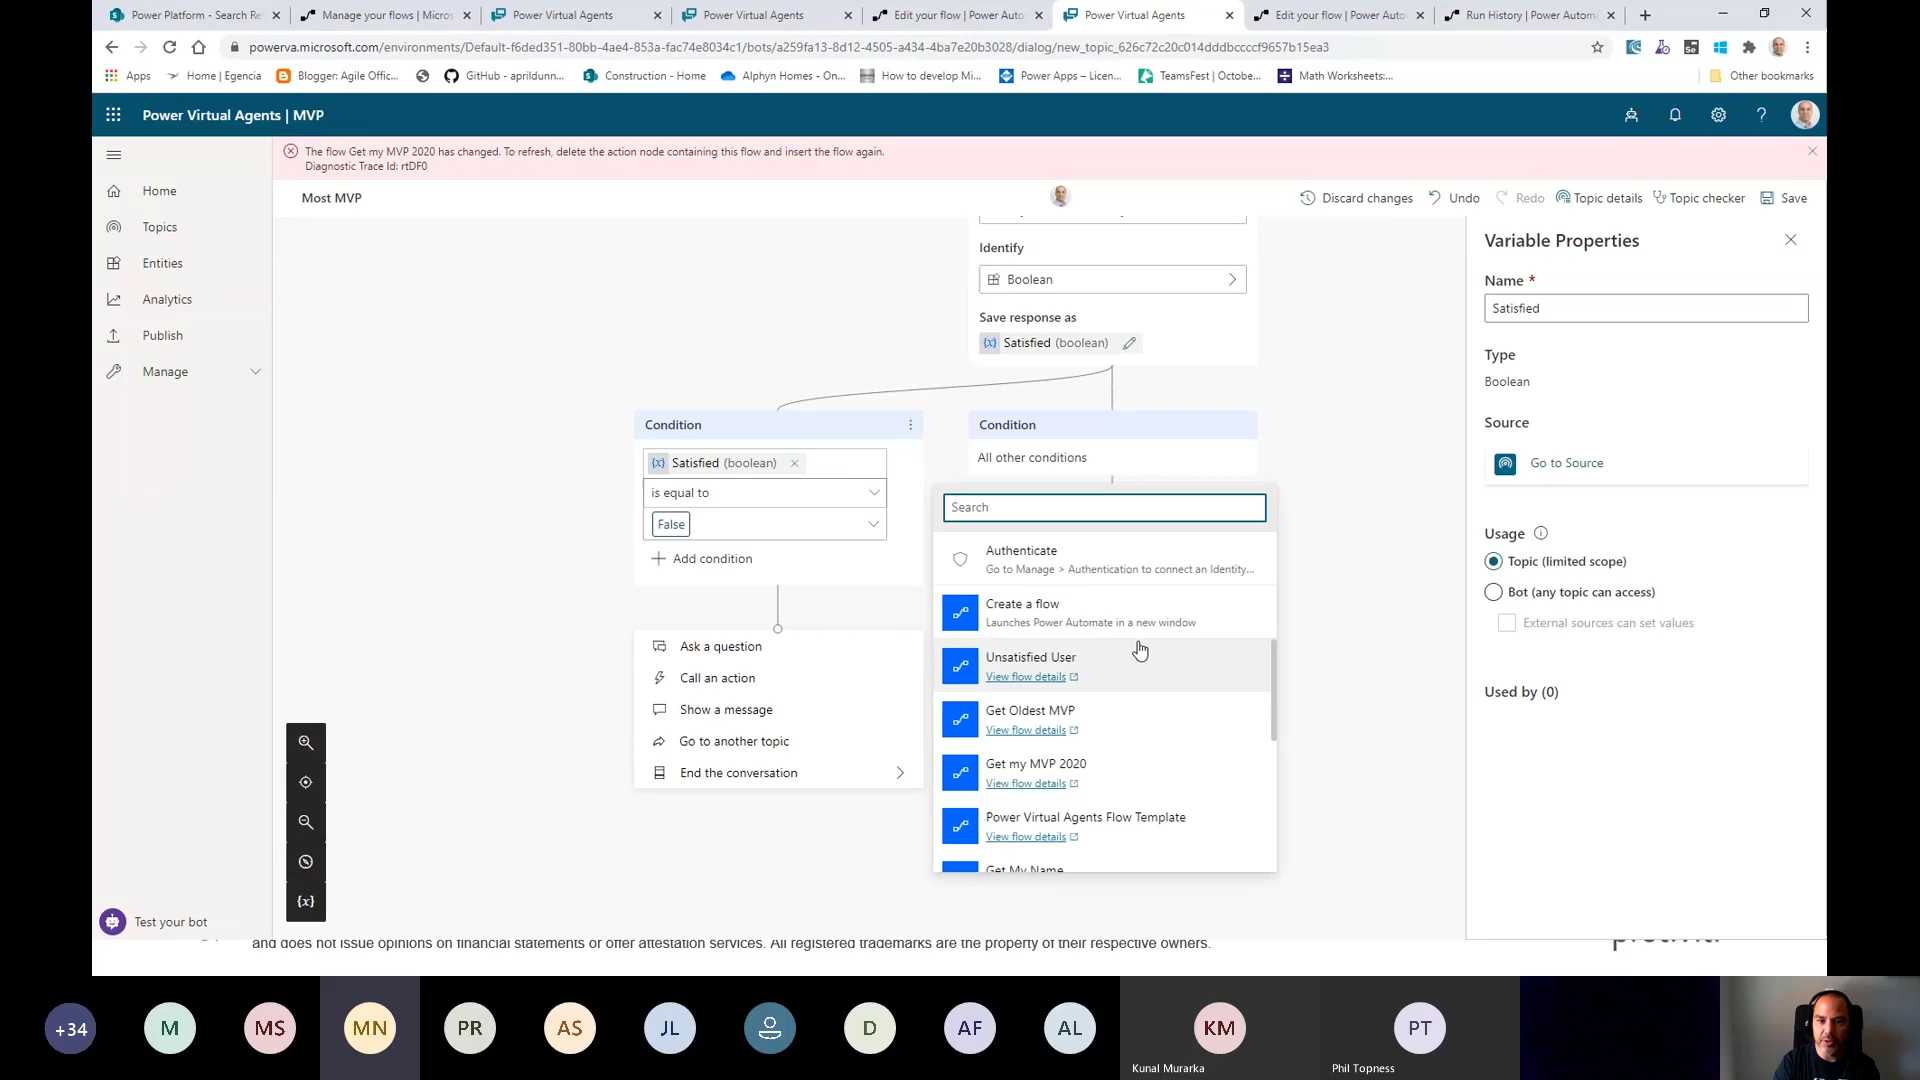 Power Platform - Search Re
Manage your flows | Micros
Power Virtual Agents
Power Virtual Agents
Edit your flow | Power Auto
Power Virtual Agents
Edit your flow | Power Auto
Run History | Power Autom
powerva.microsoft.com/environments/Default-f6ded351-80bb-4ae4-853a-fac74e8034c1/bots/a259fa13-8d12-4505-a434-4ba7e20b3028/dialog/new_topic_626c72c20c014dddbccccf9657b15ea3
Apps
Home | Egencia
Blogger: Agile Offic...
GitHub - aprildunn...
Construction - Home
Alphyn Homes - On...
How to develop Mi...
Power Apps – Licen...
TeamsFest | Octobe...
Math Worksheets:...
Other bookmarks
Power Virtual Agents | MVP
The flow Get my MVP 2020 has changed. To refresh, delete the action node containing this flow and insert the flow again.
Diagnostic Trace Id: rtDF0
Home
Topics
Entities
Analytics
Publish
Manage
Test your bot
Most MVP
Discard changes
Undo
Redo
Topic details
Topic checker
Save
Identify
Boolean
Save response as
{x} Satisfied (boolean)
Condition
{x} Satisfied (boolean)
is equal to
False
Add condition
Ask a question
Call an action
Show a message
Go to another topic
End the conversation
Condition
All other conditions
Search
Authenticate
Go to Manage > Authentication to connect an Identity...
Create a flow
Launches Power Automate in a new window
Unsatisfied User
View flow details
Get Oldest MVP
View flow details
Get my MVP 2020
View flow details
Power Virtual Agents Flow Template
View flow details
Get My Name
{x}
Variable Properties
Name *
Satisfied
Type
Boolean
Source
Go to Source
Usage
Topic (limited scope)
Bot (any topic can access)
External sources can set values
Used by (0)
and does not issue opinions on financial statements or offer attestation services. All registered trademarks are the property of their respective owners.
protiviti
+34
M
MS
MN
PR
AS
JL
D
AF
AL
KM
Kunal Murarka
PT
Phil Topness